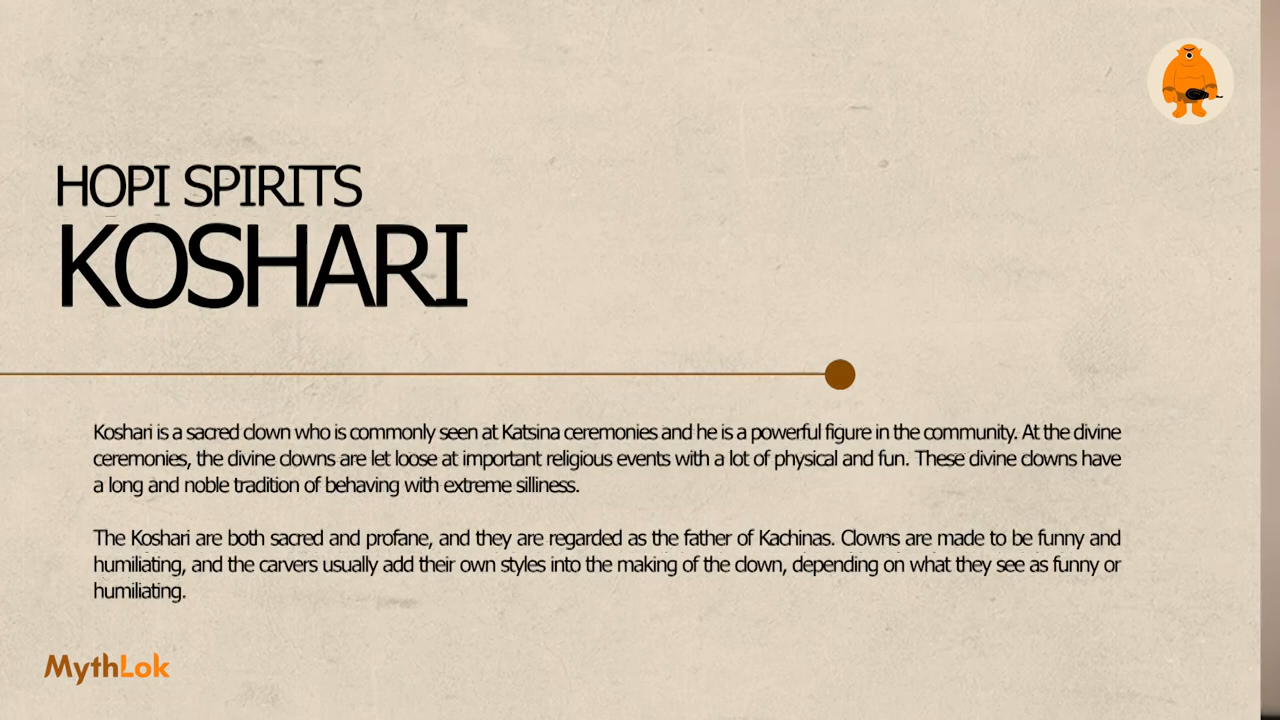 HOPI SPIRITS
KOSHARI
Koshari is a sacred clown who is commonly seen at Katsina ceremonies and he is a powerful figure in the community. At the divine
ceremonies, the divine clowns are let loose at important religious events with a lot of physical and fun. These divine clowns have
a long and noble tradition of behaving with extreme silliness.
The Koshari are both sacred and profane, and they are regarded as the father of Kachinas. Clowns are made to be funny and
humiliating, and the carvers usually add their own styles into the making of the clown, depending on what they see as funny or
humiliating.
MythLok